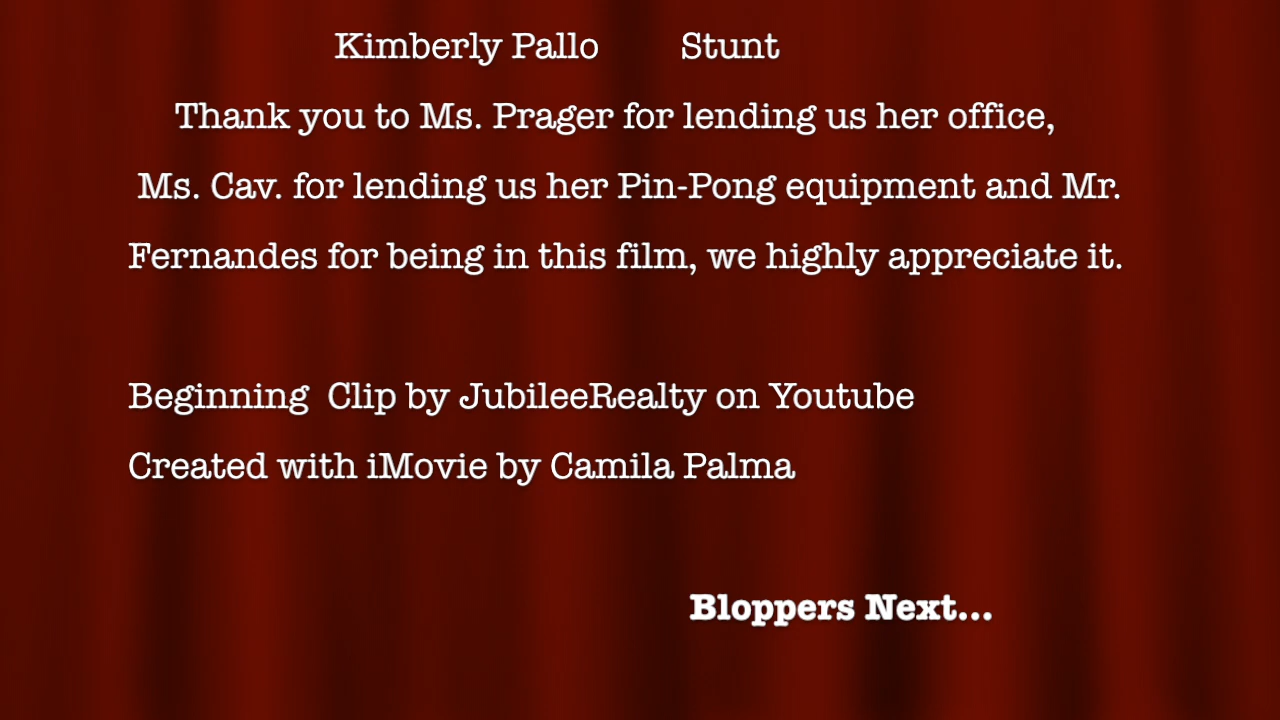 Kimberly Pallo Stunt
Thank you to Ms. Prager for lending us her office,
Ms. Cav. for lending us her Pin-Pong equipment and Mr.
Fernandes for being in this film, we highly appreciate it.
Beginning Clip by JubileeRealty on Youtube
Created with iMovie by Camila Palma
Bloppers Next...